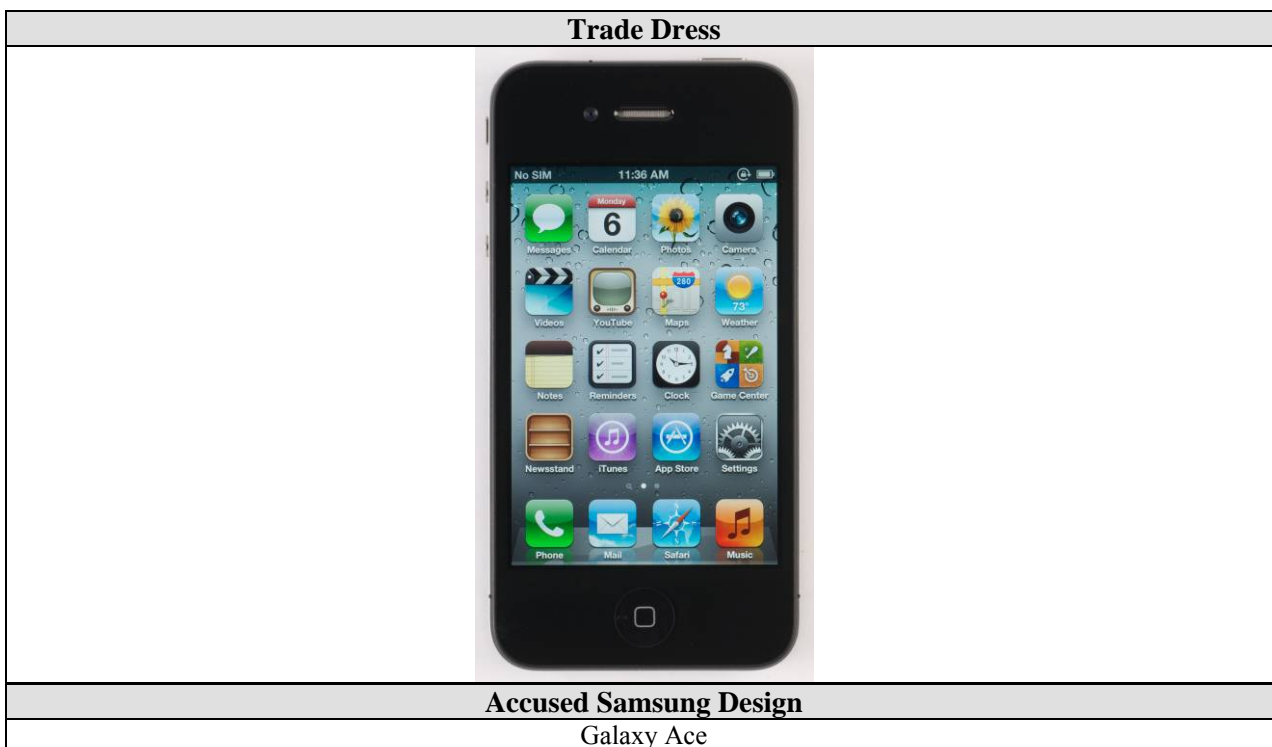 Trade Dress
No SIM 11:36 AM
Monday
6
Messages Calendar Photos Camera
280
73°
Videos YouTube Maps Weather
Notes Reminders Clock Game Center
Newsstand iTunes App Store Settings
Phone Mail Safari Music
Accused Samsung Design
Galaxy Ace